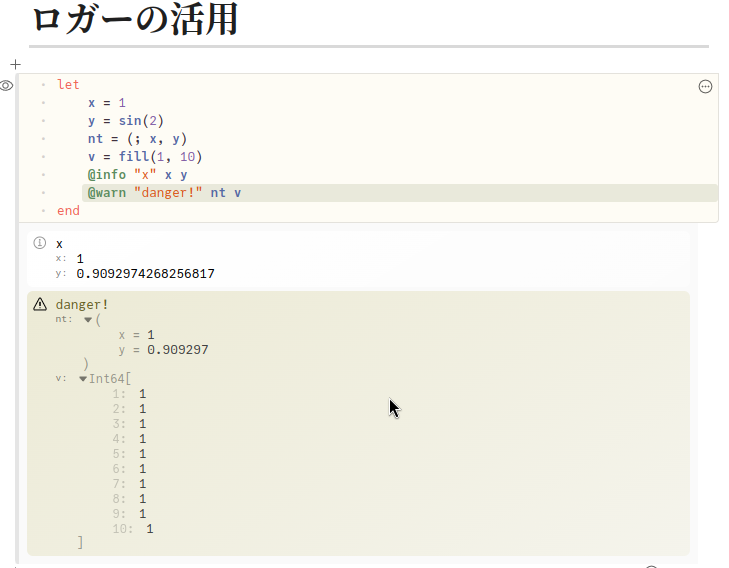 ロガーの活用
let
x = 1
y = sin(2)
nt = (; x, y)
v = fill(1, 10)
@info "x" x y
@warn "danger!" nt v
end
x
x: 1
y: 0.9092974268256817
danger!
nt: ▼(
x = 1
y = 0.909297
)
v: ▼Int64[
1: 1
2: 1
3: 1
4: 1
5: 1
6: 1
7: 1
8: 1
9: 1
10: 1
]